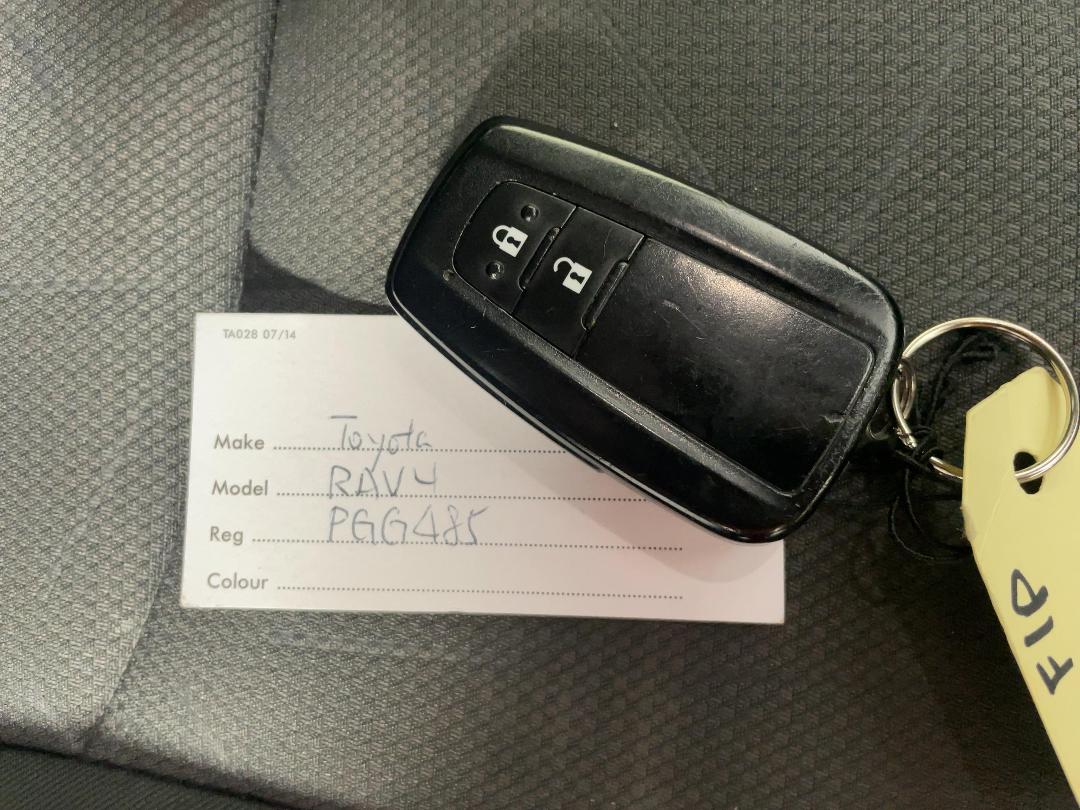 TA028 07/14
Make Toyota
Model RAV4
Reg PGG485
Colour
F1P